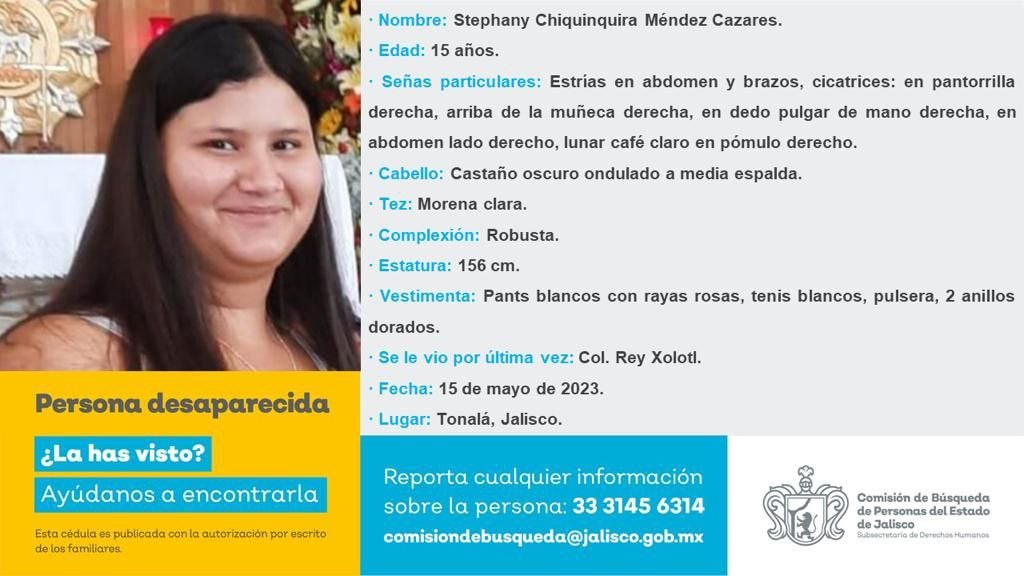 · Nombre: Stephany Chiquinquira Méndez Cazares.
· Edad: 15 años.
· Señas particulares: Estrías en abdomen y brazos, cicatrices: en pantorrilla
derecha, arriba de la muñeca derecha, en dedo pulgar de mano derecha, en
abdomen lado derecho, lunar café claro en pómulo derecho.
· Cabello: Castaño oscuro ondulado a media espalda.
· Tez: Morena clara.
· Complexión: Robusta.
· Estatura: 156 cm.
· Vestimenta: Pants blancos con rayas rosas, tenis blancos, pulsera, 2 anillos
dorados.
· Se le vio por última vez: Col. Rey Xolotl.
· Fecha: 15 de mayo de 2023.
· Lugar: Tonalá, Jalisco.
Persona desaparecida
¿La has visto?
Ayúdanos a encontrarla
Esta cédula es publicada con la autorización por escrito
de los familiares.
Reporta cualquier información
sobre la persona: 33 3145 6314
comisiondebusqueda@jalisco.gob.mx
Comisión de Búsqueda
de Personas del Estado
de Jalisco
Subsecretaría de Derechos Humanos